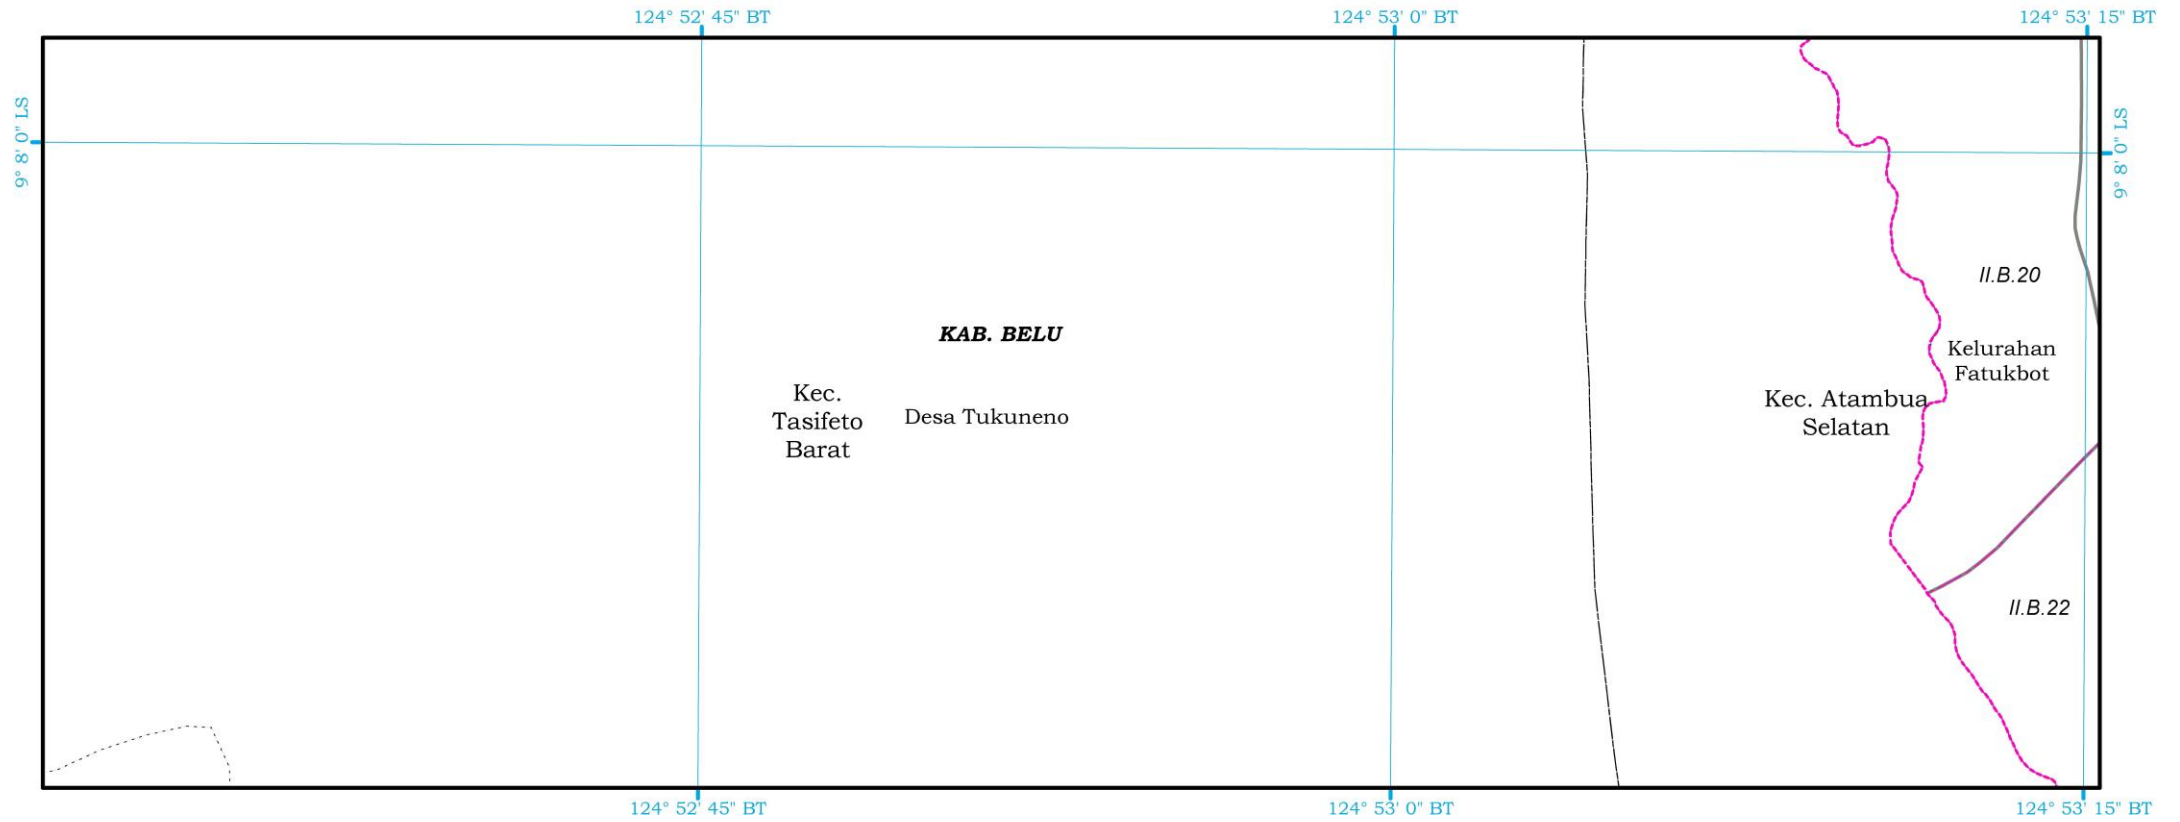 124° 52' 45" BT
124° 53' 0" BT
124° 53' 15" BT
9° 8' 0" LS
9° 8' 0" LS
II.B.20
KAB. BELU
Kelurahan
Fatukbot
Kec.
Tasifeto
Barat
Desa Tukuneno
Kec. Atambua
Selatan
II.B.22
124° 52' 45" BT
124° 53' 0" BT
124° 53' 15" BT